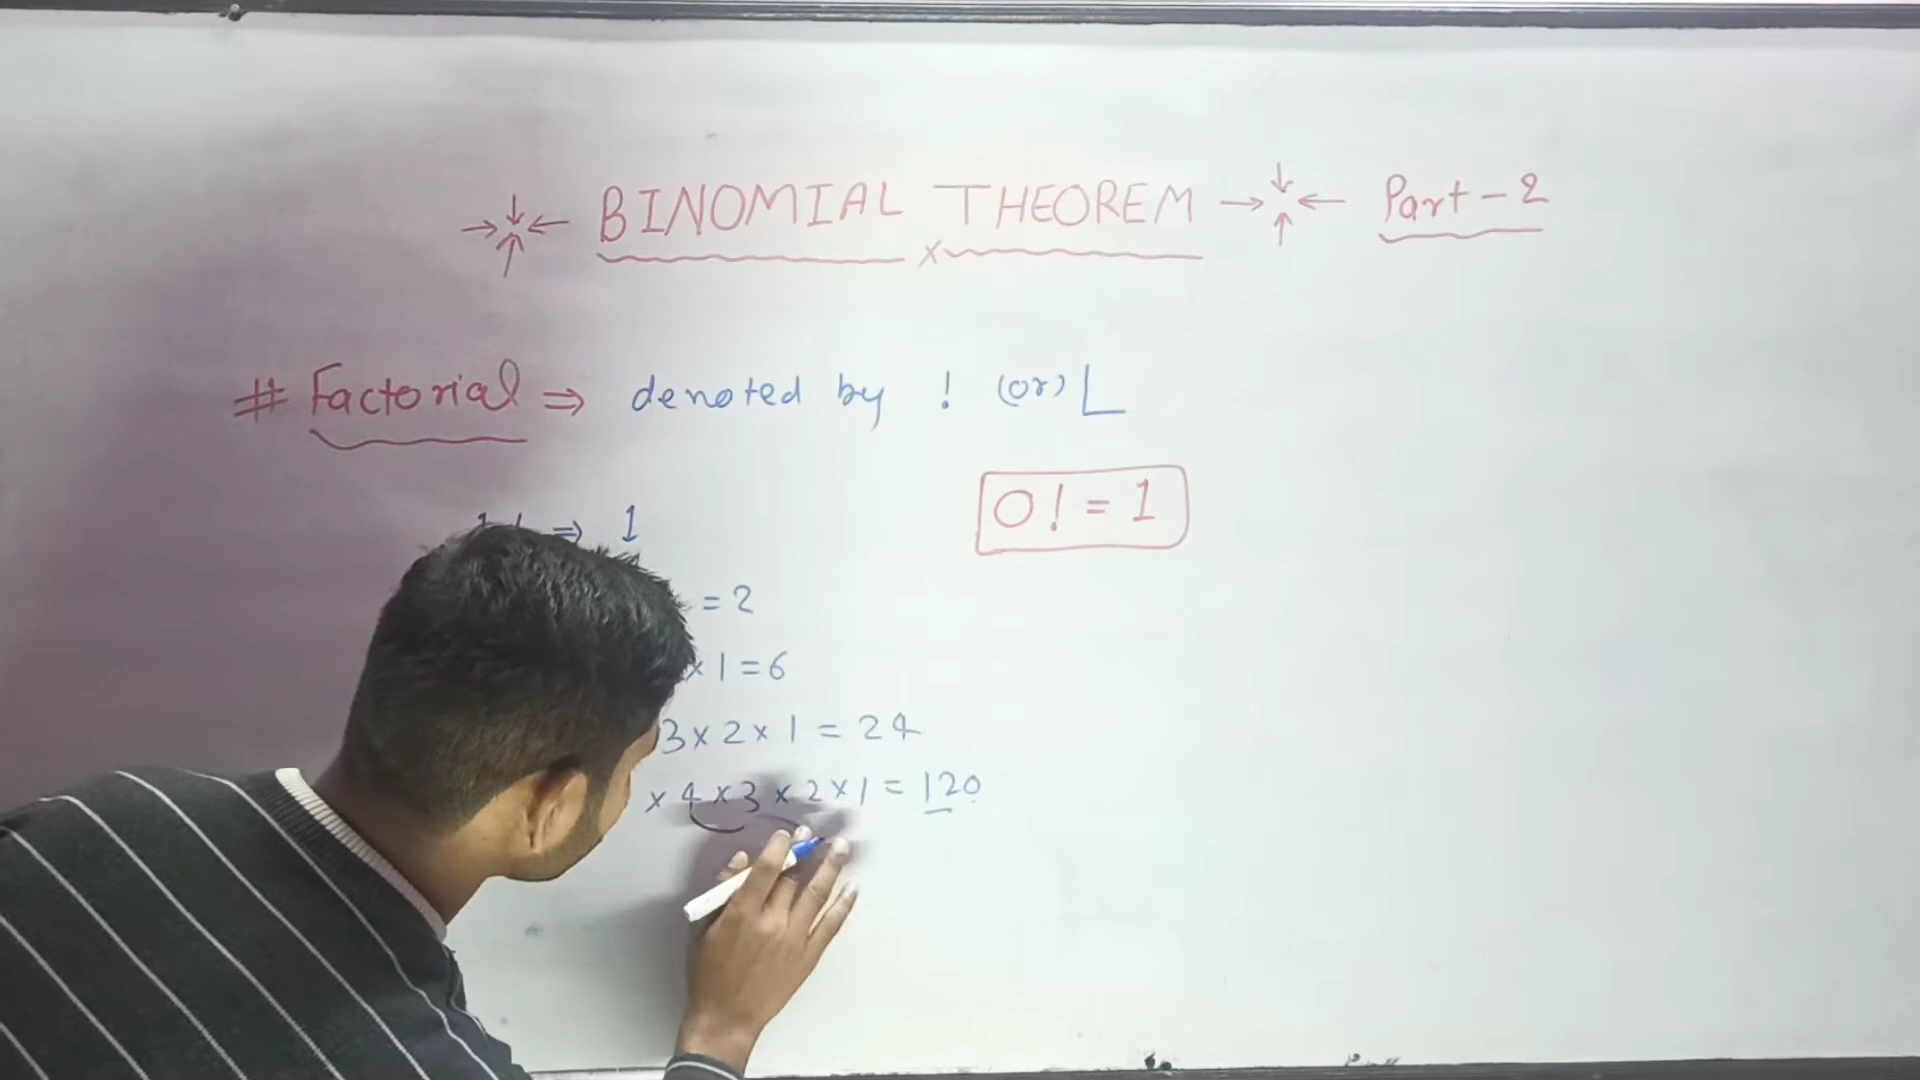 →← BINOMIAL THEOREM →← Part-2
# Factorial ⇒ denoted by ! (or) L
1! ⇒ 1
0! = 1
= 2
× 1 = 6
3 × 2 × 1 = 24
× 4 × 3 × 2 × 1 = 120